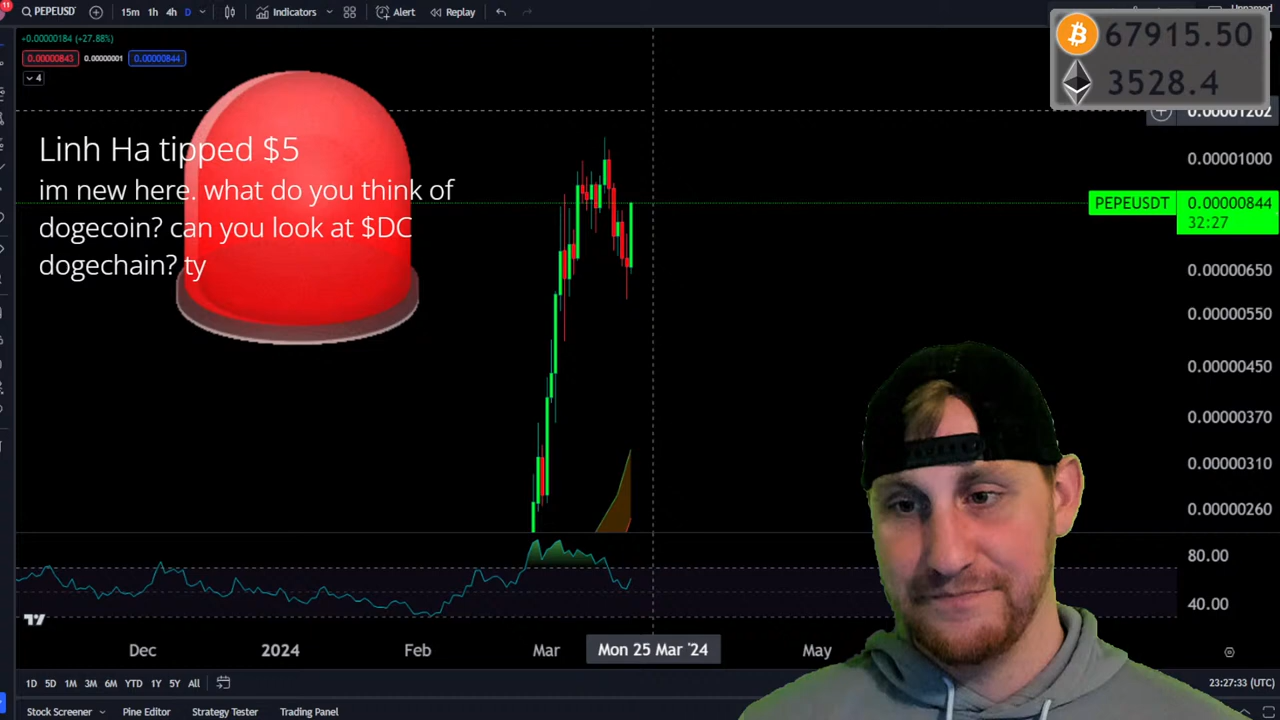 11
PEPEUSD
15m 1h 4h D
Indicators
Alert
Replay
Unnamed
+0.00000184 (+27.88%)
0.00000843 0.00000001 0.00000844
4
67915.50
3528.4
Linh Ha tipped $5
im new here. what do you think of
dogecoin? can you look at $DC
dogechain? ty
0.00001202
0.00001000
PEPEUSDT 0.00000844
32:27
0.00000650
0.00000550
0.00000450
0.00000370
0.00000310
0.00000260
80.00
40.00
Dec 2024 Feb Mar Mon 25 Mar '24 May
1D 5D 1M 3M 6M YTD 1Y 5Y All
23:27:33 (UTC)
Stock Screener Pine Editor Strategy Tester Trading Panel